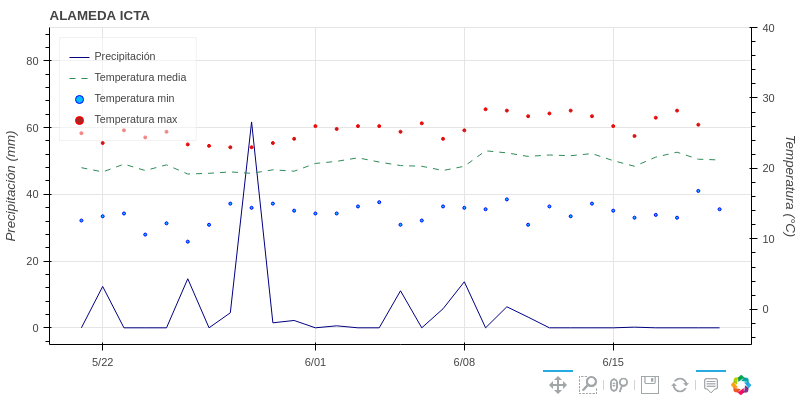 ALAMEDA ICTA
Precipitación
Temperatura media
Temperatura min
Temperatura max
Precipitación (mm)
80
60
40
20
0
Temperatura (°C)
40
30
20
10
0
5/22
6/01
6/08
6/15